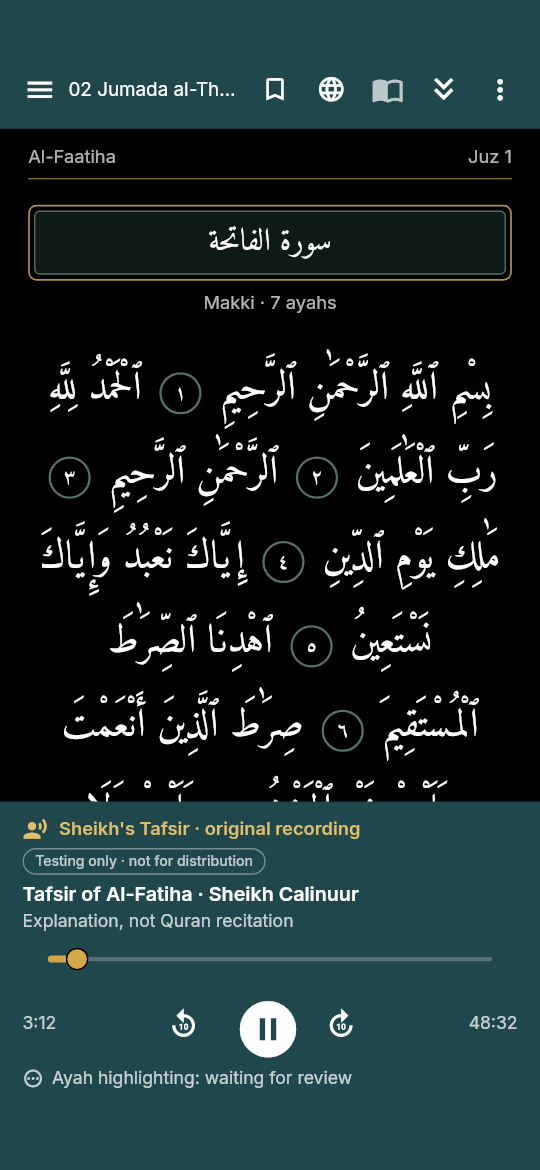 02 Jumada al-Th...
Al-Faatiha
Juz 1
سورة الفاتحة
Makki · 7 ayahs
بِسْمِ ٱللَّهِ ٱلرَّحْمَٰنِ ٱلرَّحِيمِ ١ ٱلْحَمْدُ لِلَّهِ
رَبِّ ٱلْعَٰلَمِينَ ٢ ٱلرَّحْمَٰنِ ٱلرَّحِيمِ ٣
مَٰلِكِ يَوْمِ ٱلدِّينِ ٤ إِيَّاكَ نَعْبُدُ وَإِيَّاكَ
نَسْتَعِينُ ٥ ٱهْدِنَا ٱلصِّرَٰطَ
ٱلْمُسْتَقِيمَ ٦ صِرَٰطَ ٱلَّذِينَ أَنْعَمْتَ
Sheikh's Tafsir · original recording
Testing only · not for distribution
Tafsir of Al-Fatiha · Sheikh Calinuur
Explanation, not Quran recitation
3:12
10
10
48:32
Ayah highlighting: waiting for review